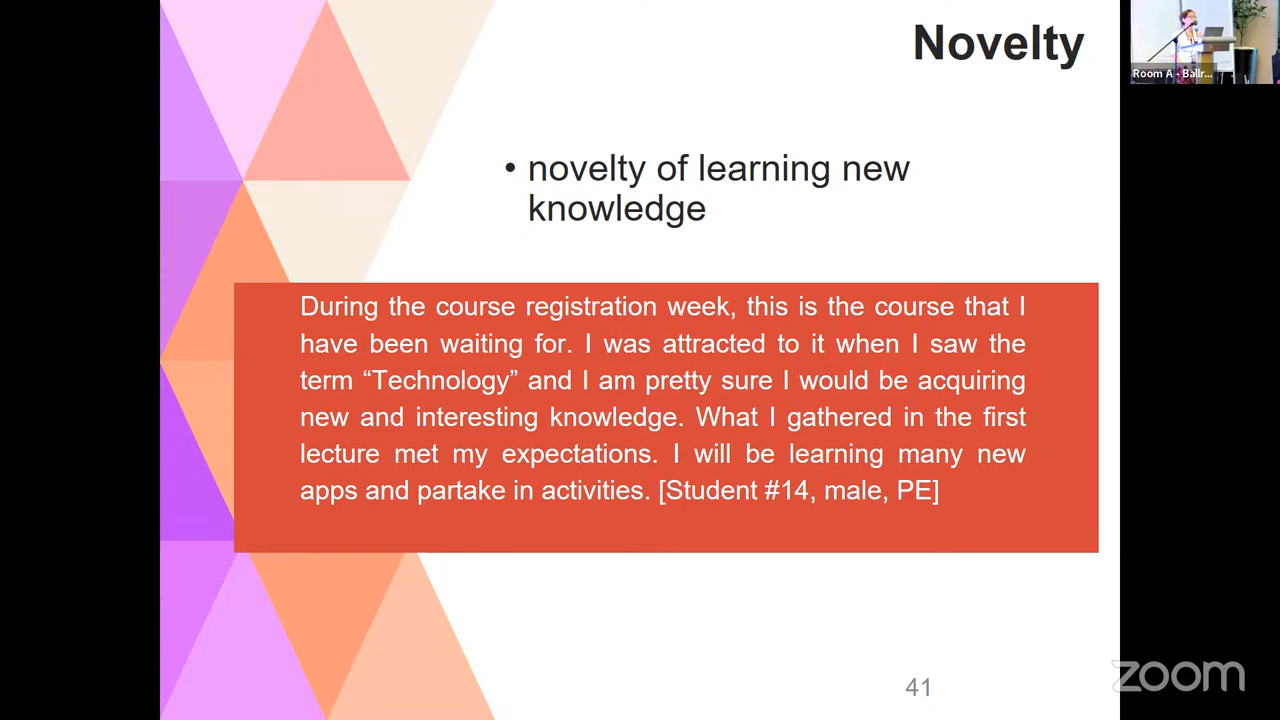 Novelty
• novelty of learning new
knowledge
During the course registration week, this is the course that I
have been waiting for. I was attracted to it when I saw the
term “Technology” and I am pretty sure I would be acquiring
new and interesting knowledge. What I gathered in the first
lecture met my expectations. I will be learning many new
apps and partake in activities. [Student #14, male, PE]
41
Room A - Ballr...
zoom